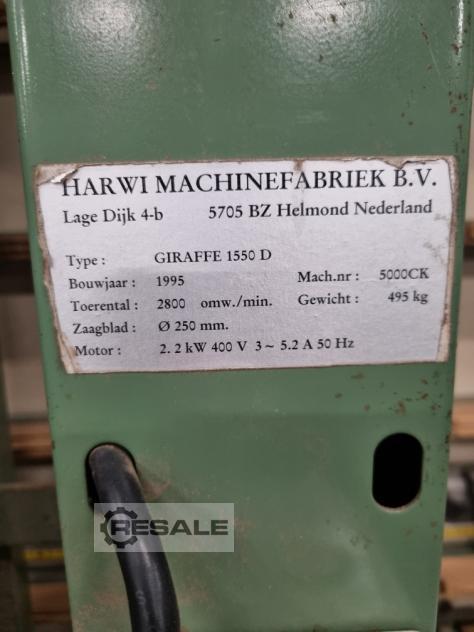 HARWI MACHINEFABRIEK B.V.
Lage Dijk 4-b 5705 BZ Helmond Nederland
Type : GIRAFFE 1550 D
Bouwjaar : 1995 Mach.nr : 5000CK
Toerental : 2800 omw./min. Gewicht : 495 kg
Zaagblad : Ø 250 mm.
Motor : 2.2 kW 400 V 3~ 5.2 A 50 Hz
RESALE